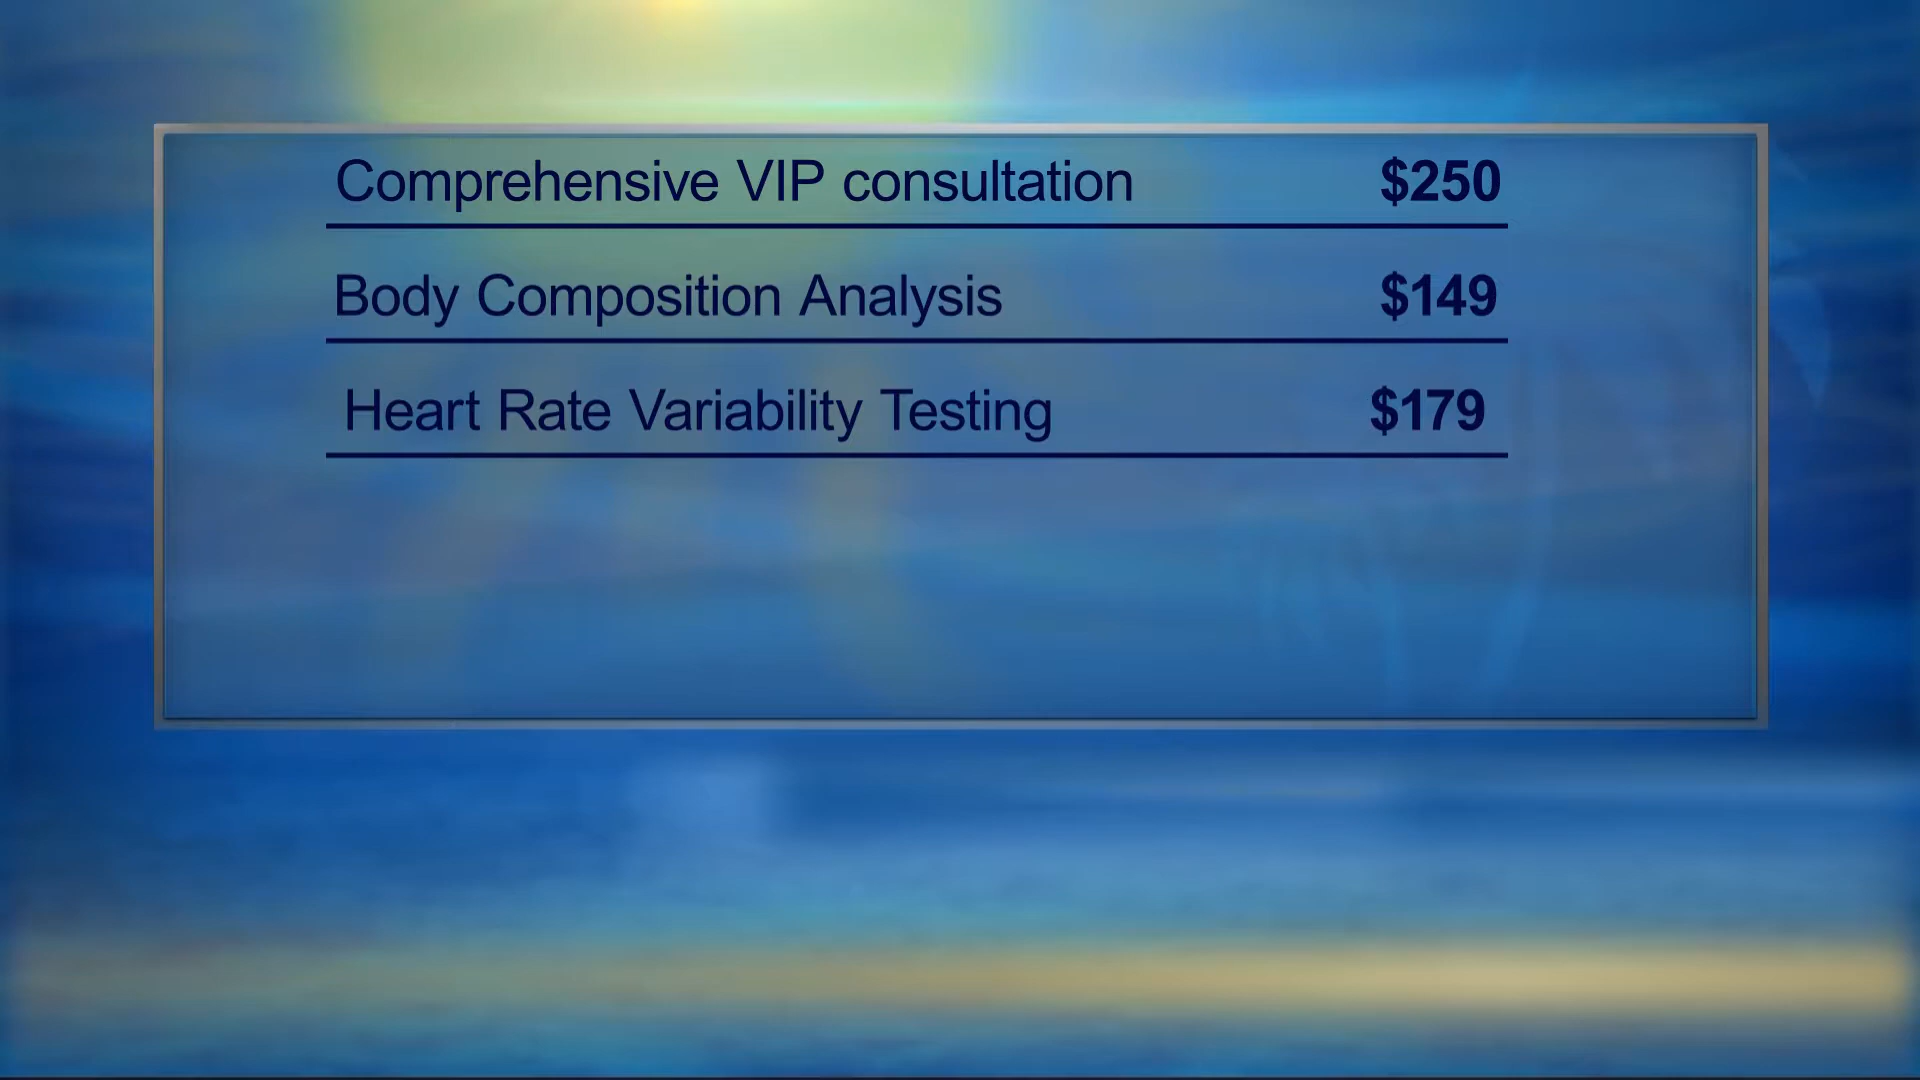 Comprehensive VIP consultation $250
Body Composition Analysis $149
Heart Rate Variability Testing $179